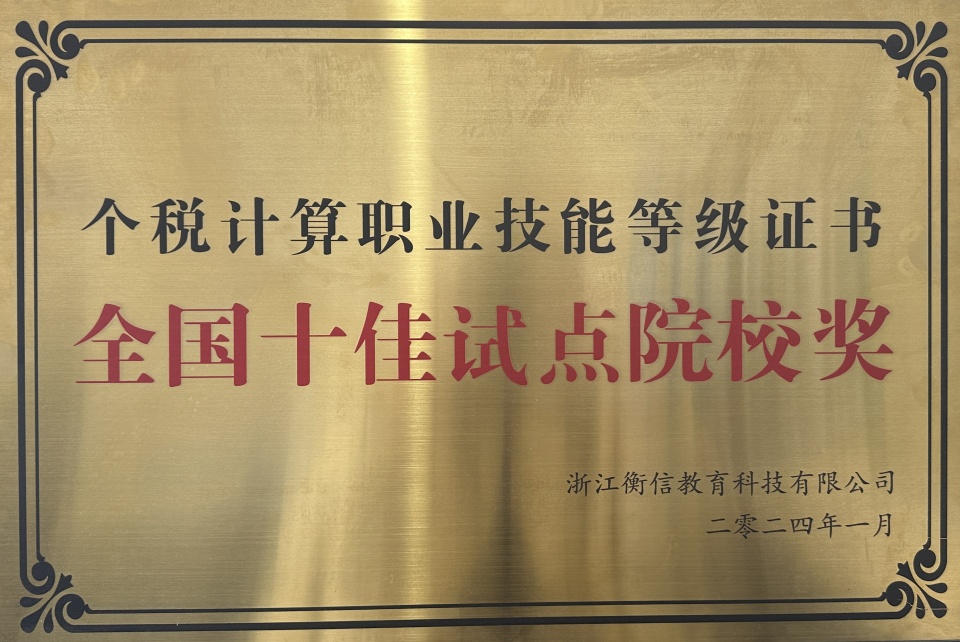 个税计算职业技能等级证书
全国十佳试点院校奖
浙江衡信教育科技有限公司
二零二四年一月